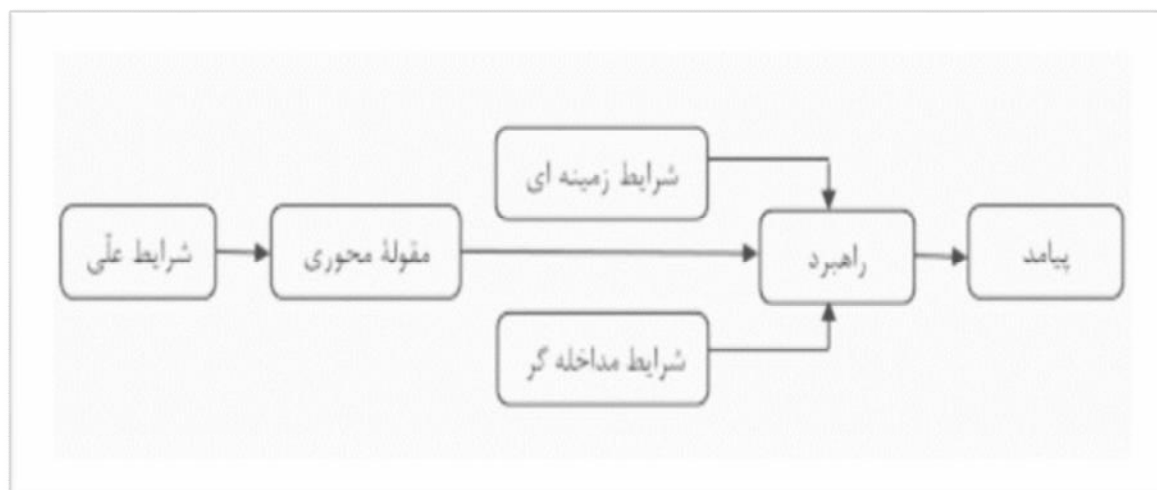 شرایط زمینه ای
شرایط علّی
مقولهٔ محوری
راهبرد
پیامد
شرایط مداخله گر